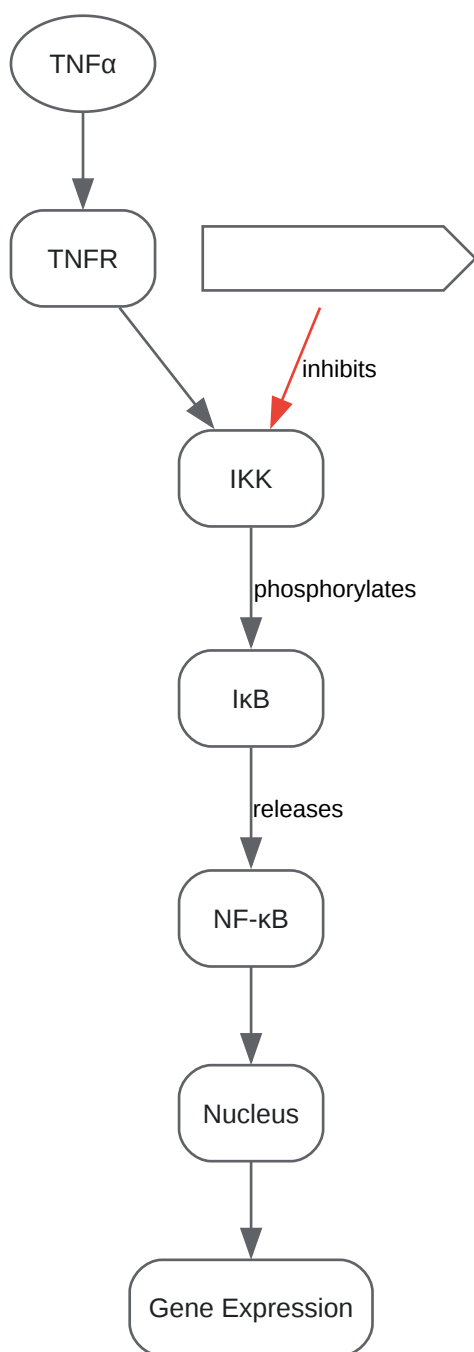 TNFα
TNFR
inhibits
IKK
phosphorylates
IκB
releases
NF-κB
Nucleus
Gene Expression